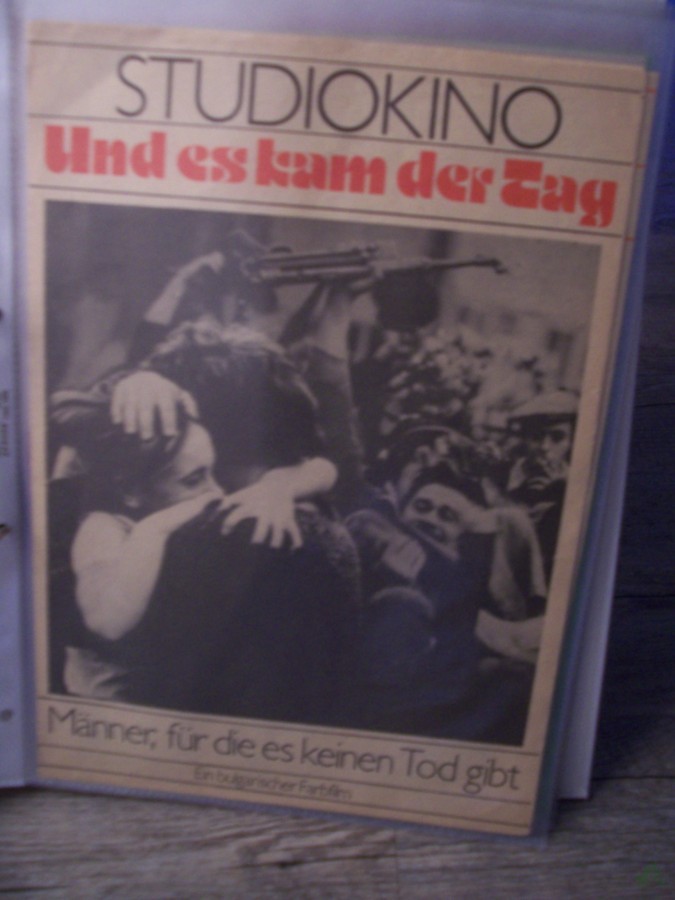 STUDIOKINO
Und es kam der Tag
Männer, für die es keinen Tod gibt
Ein bulgarischer Farbfilm